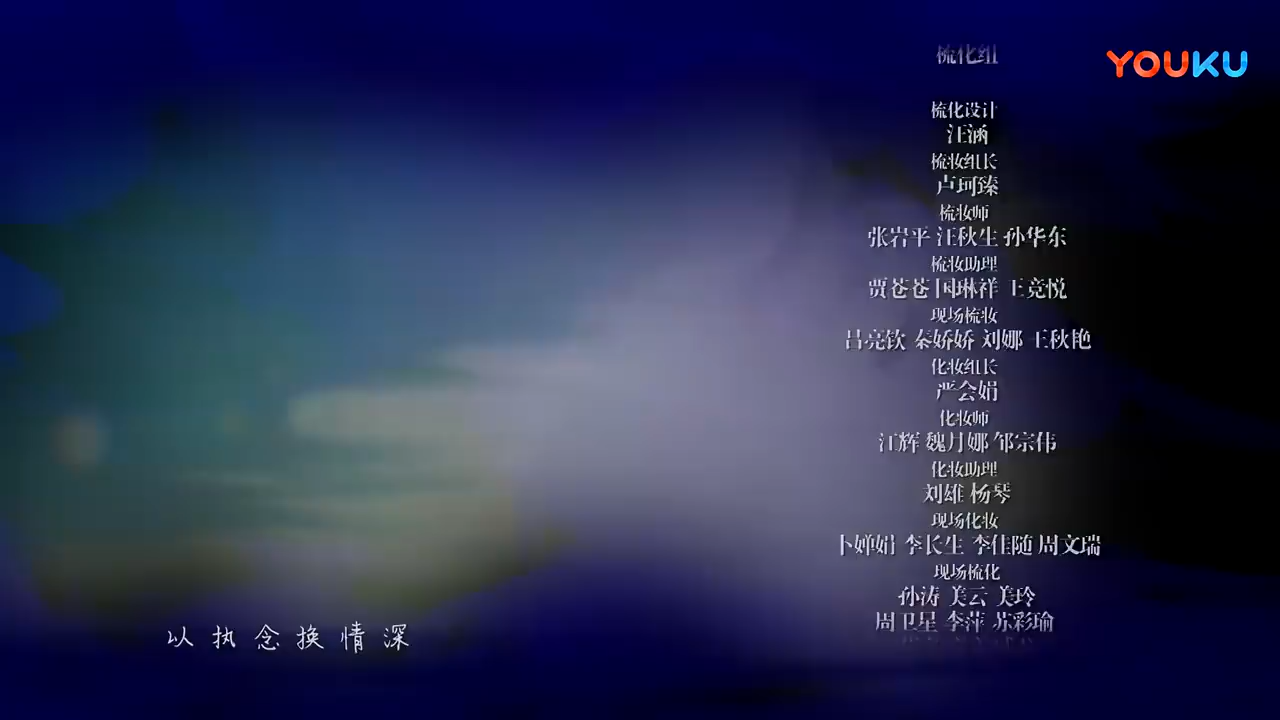 梳化组
YOUKU
梳化设计
汪涵
梳妆组长
卢珂臻
梳妆师
张岩平 汪秋生 孙华东
梳妆助理
贾苍苍 国琳祥 王竞悦
现场梳妆
吕亮钦 秦娇娇 刘娜 王秋艳
化妆组长
严会娟
化妆师
江辉 魏月娜 邹宗伟
化妆助理
刘雄 杨琴
现场化妆
卜婵娟 李长生 李佳随 周文瑞
现场梳化
孙涛 美云 美玲
周卫星 李萍 苏彩瑜
以执念换情深